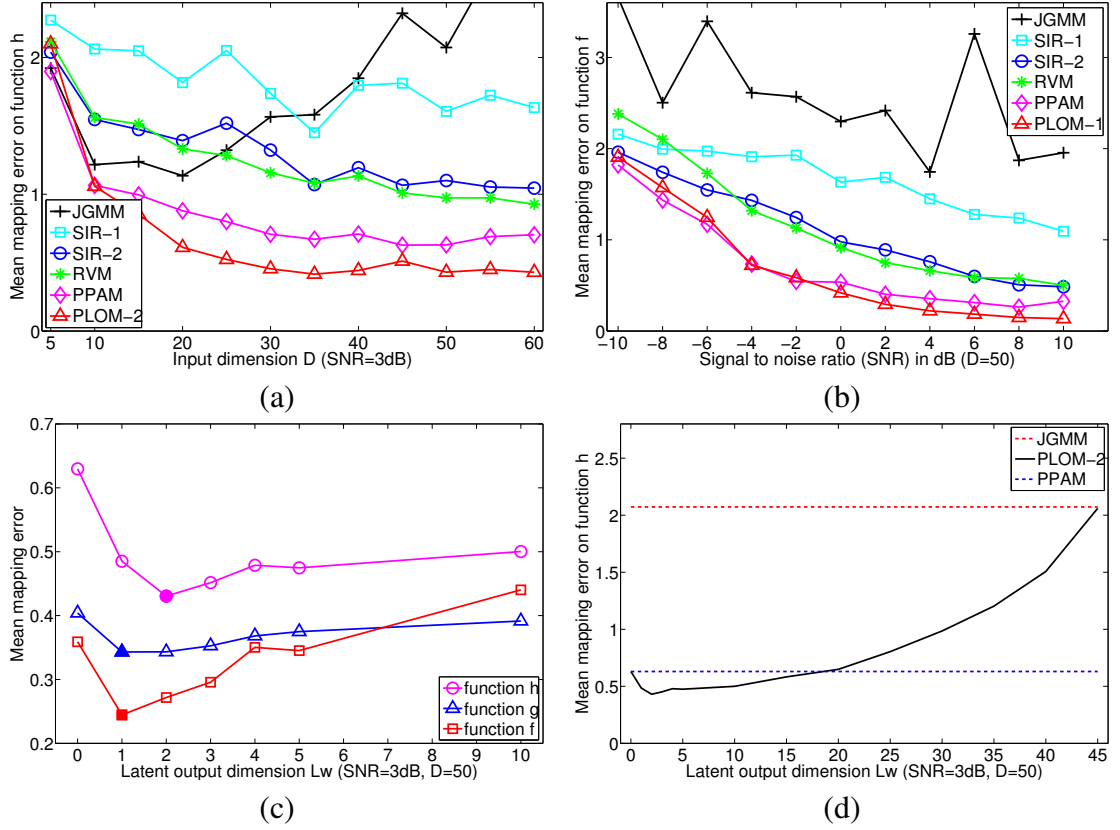 Mean mapping error on function h
2
1
0
JGMM
SIR−1
SIR−2
RVM
PPAM
PLOM−2
5 10 15 20 25 30 35 40 45 50 55 60
Input dimension D (SNR=3dB)
(a)
Mean mapping error on function f
3
2
1
0
JGMM
SIR−1
SIR−2
RVM
PPAM
PLOM−1
−10 −8 −6 −4 −2 0 2 4 6 8 10
Signal to noise ratio (SNR) in dB (D=50)
(b)
Mean mapping error
0.7
0.6
0.5
0.4
0.3
0.2
function h
function g
function f
0 1 2 3 4 5 6 7 8 9 10
Latent output dimension Lw (SNR=3dB, D=50)
(c)
Mean mapping error on function h
2.5
2
1.5
1
0.5
0
JGMM
PLOM−2
PPAM
0 5 10 15 20 25 30 35 40 45
Latent output dimension Lw (SNR=3dB, D=50)
(d)